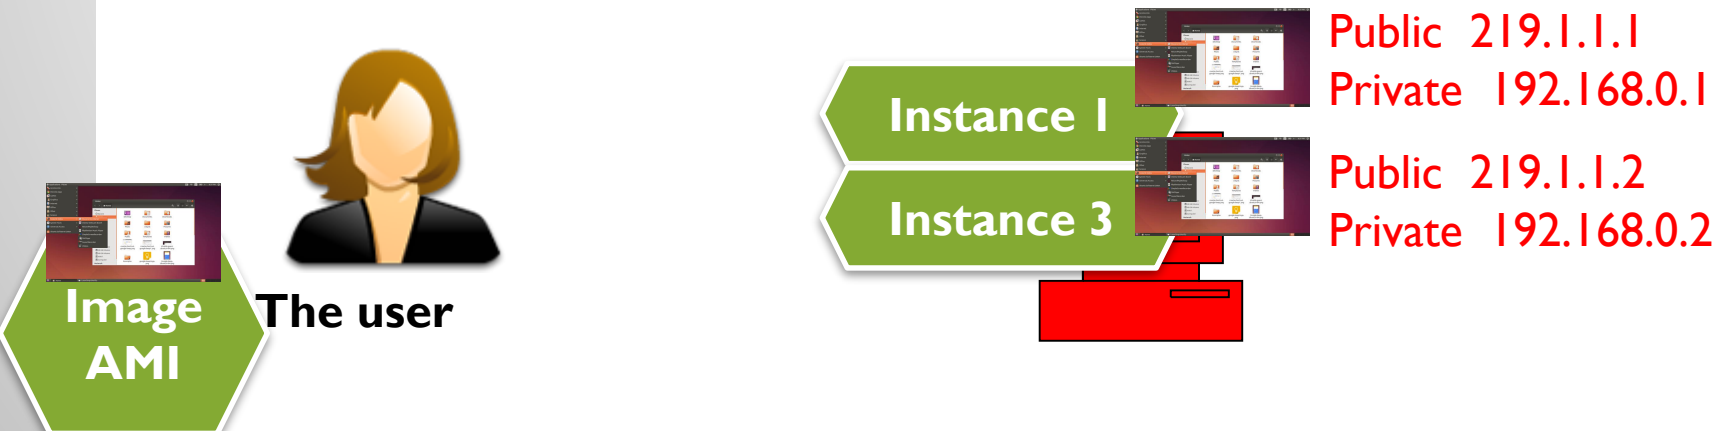 Public 219.1.1.1
Private 192.168.0.1
Instance 1
Public 219.1.1.2
Private 192.168.0.2
Instance 3
Image
AMI
The user